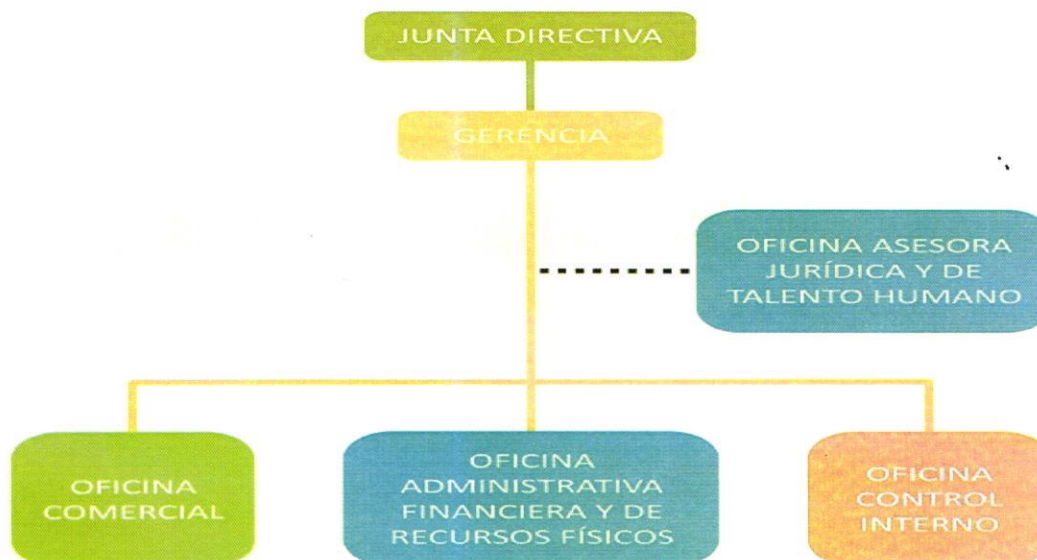 JUNTA DIRECTIVA
GERENCIA
OFICINA ASESORA
JURÍDICA Y DE
TALENTO HUMANO
OFICINA
COMERCIAL
OFICINA
ADMINISTRATIVA
FINANCIERA Y DE
RECURSOS FÍSICOS
OFICINA
CONTROL
INTERNO